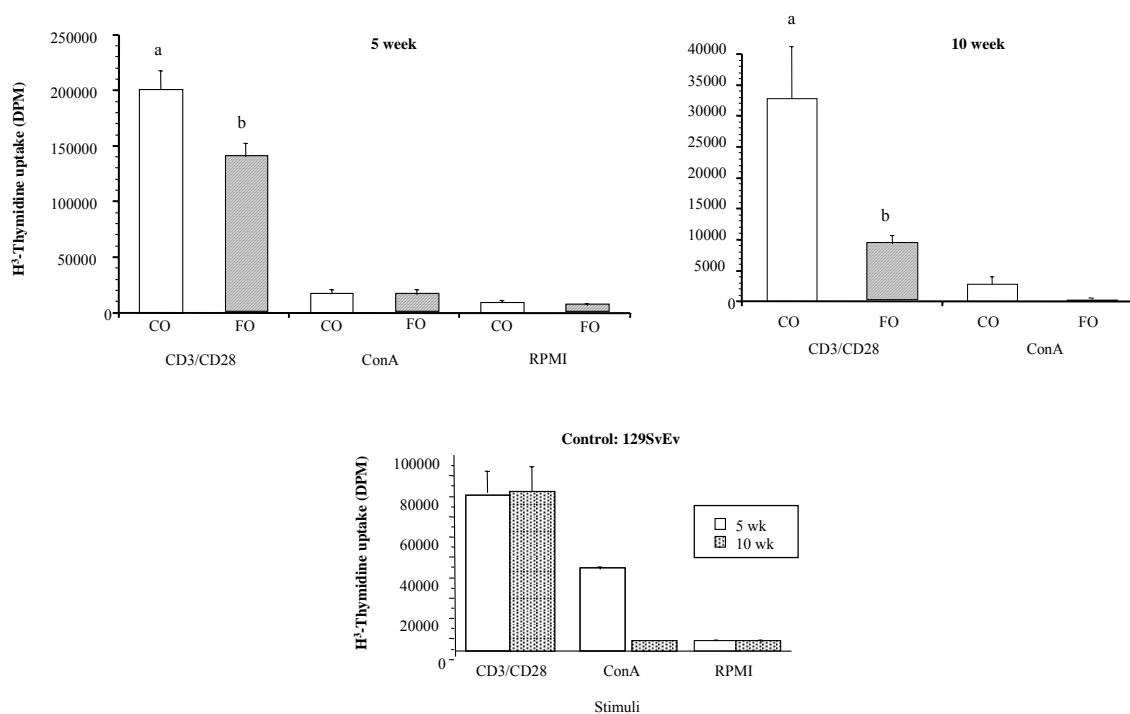 5 week
H³-Thymidine uptake (DPM)
250000
200000
150000
100000
50000
0
a
b
CO FO CO FO CO FO
CD3/CD28 ConA RPMI
10 week
40000
35000
30000
25000
20000
15000
10000
5000
0
a
b
CO FO CO FO
CD3/CD28 ConA
Control: 129SvEv
H³-Thymidine uptake (DPM)
100000
80000
60000
40000
20000
0
5 wk
10 wk
CD3/CD28 ConA RPMI
Stimuli